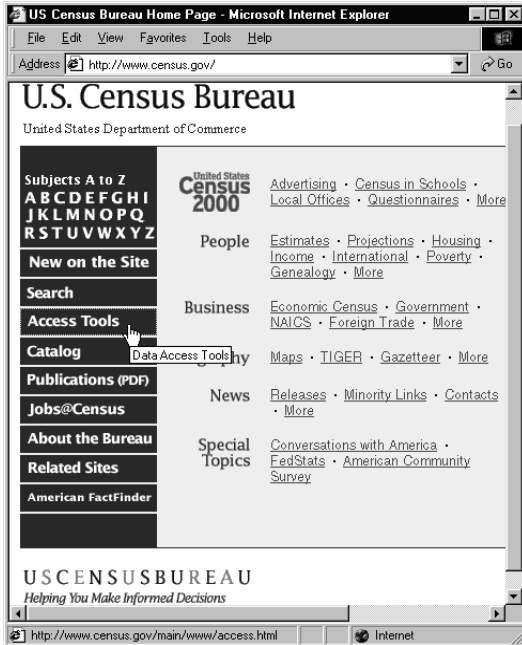 US Census Bureau Home Page - Microsoft Internet Explorer
File Edit View Favorites Tools Help
Address http://www.census.gov/ Go
U.S. Census Bureau
United States Department of Commerce
Subjects A to Z
A B C D E F G H I
J K L M N O P Q
R S T U V W X Y Z
New on the Site
Search
Access Tools
Data Access Tools
Catalog
Publications (PDF)
Jobs@Census
About the Bureau
Related Sites
American FactFinder
United States
Census
2000
Advertising · Census in Schools ·
Local Offices · Questionnaires · More
People
Estimates · Projections · Housing ·
Income · International · Poverty ·
Genealogy · More
Business
Economic Census · Government ·
NAICS · Foreign Trade · More
phy
Maps · TIGER · Gazetteer · More
News
Releases · Minority Links · Contacts
· More
Special
Topics
Conversations with America ·
FedStats · American Community
Survey
USCENSUSBUREAU
Helping You Make Informed Decisions
http://www.census.gov/main/www/access.html Internet